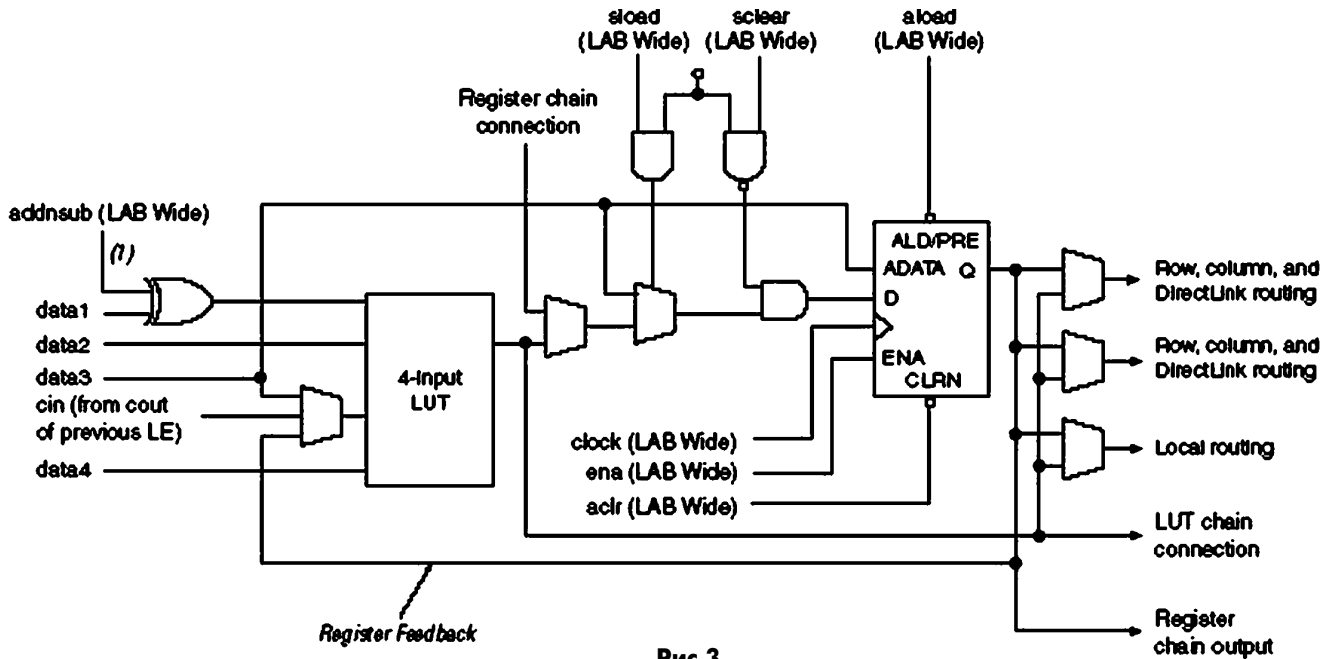 sload
(LAB Wide)
sclear
(LAB Wide)
aload
(LAB Wide)
Register chain
connection
addnsub (LAB Wide)
(1)
data1
data2
data3
cin (from cout
of previous LE)
data4
4-Input
LUT
ALD/PRE
ADATA Q
D
ENA
CLRN
clock (LAB Wide)
ena (LAB Wide)
aclr (LAB Wide)
Row, column, and
DirectLink routing
Row, column, and
DirectLink routing
Local routing
LUT chain
connection
Register
chain output
Register Feedback
Рис 3